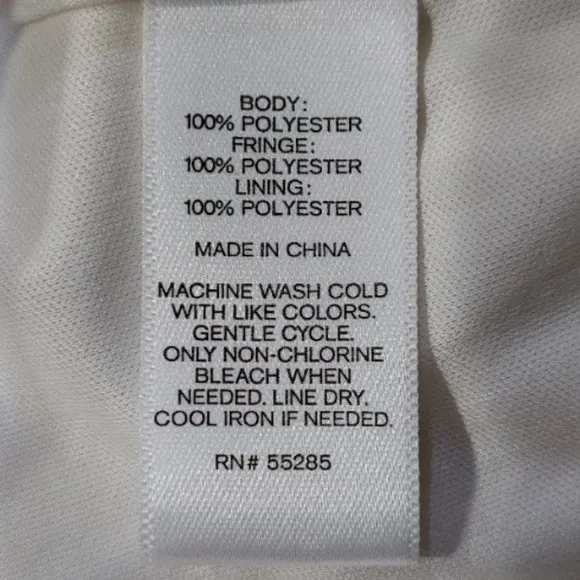 BODY:
100% POLYESTER
FRINGE:
100% POLYESTER
LINING:
100% POLYESTER
MADE IN CHINA
MACHINE WASH COLD
WITH LIKE COLORS.
GENTLE CYCLE.
ONLY NON-CHLORINE
BLEACH WHEN
NEEDED. LINE DRY.
COOL IRON IF NEEDED.
RN# 55285